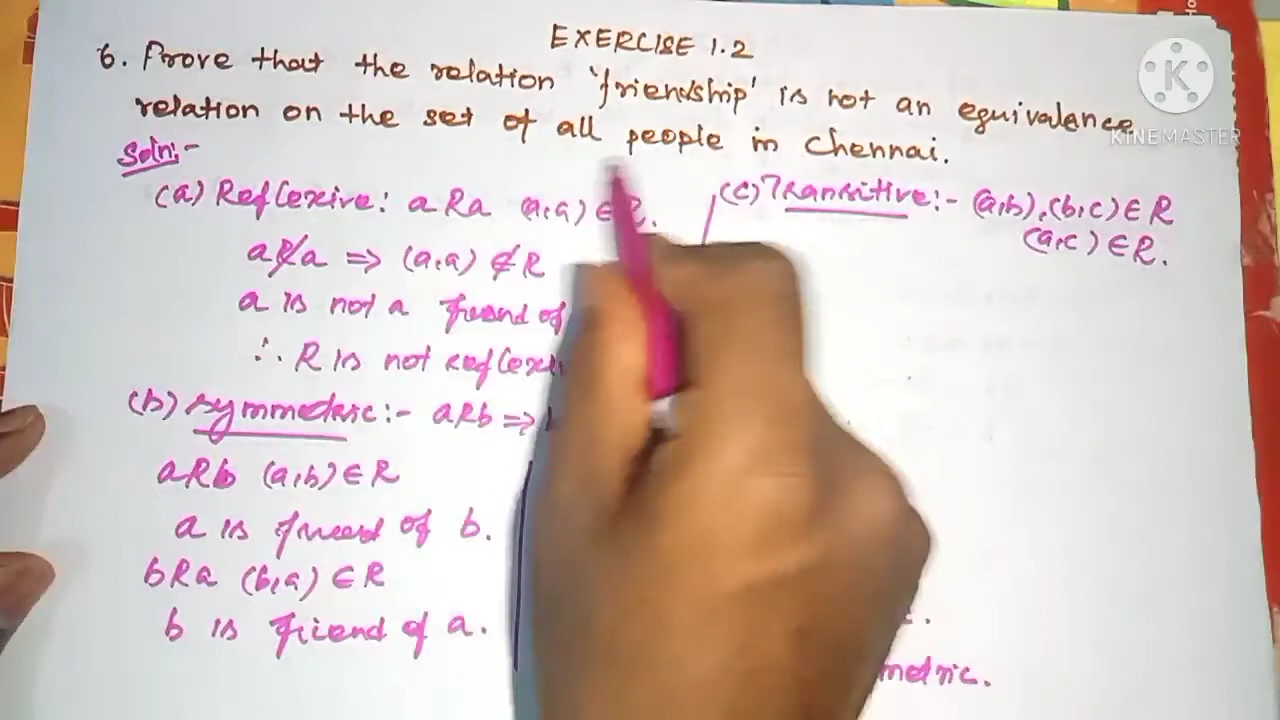 EXERCISE 1.2
6. Prove that the relation 'friendship' is not an equivalence
relation on the set of all people in Chennai.
Soln:-
(a) Reflexive: aRa (a,a) ∈ R.
a R̸ a ⇒ (a,a) ∉ R
a is not a friend of
∴ R is not reflexi
(b) Symmetric:- aRb ⇒
aRb (a,b) ∈ R
a is friend of b.
bRa (b,a) ∈ R
b is friend of a.
(c) Transitive:- (a,b), (b,c) ∈ R
(a,c) ∈ R.
metric.
K
KINEMASTER